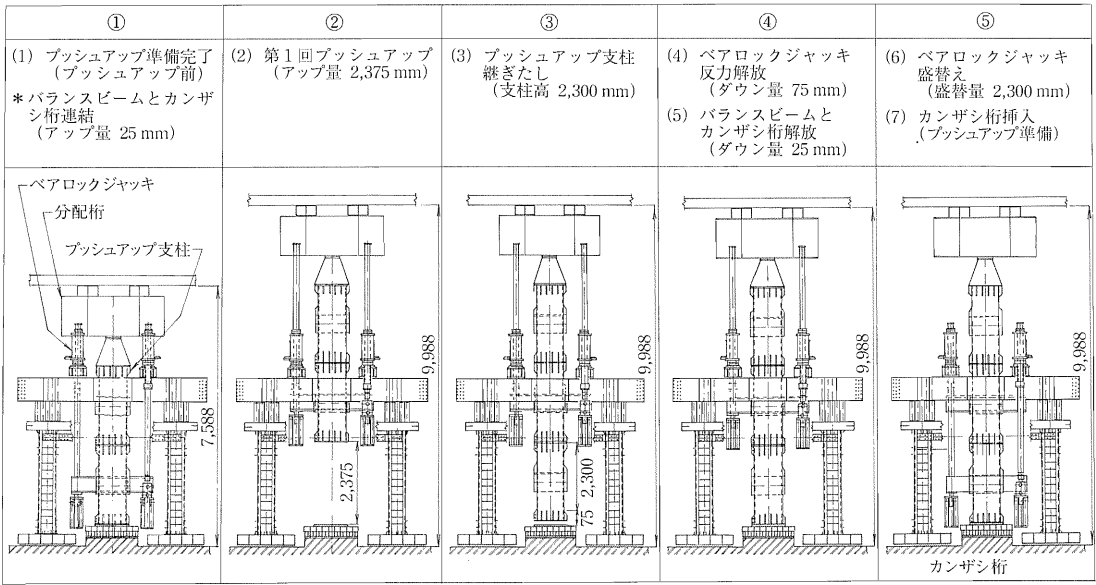 ①
(1) プッシュアップ準備完了
(プッシュアップ前)
*バランスビームとカンザ
シ桁連結
(アップ量 25 mm)
②
(2) 第1回プッシュアップ
(アップ量 2,375 mm)
③
(3) プッシュアップ支柱
継ぎたし
(支柱高 2,300 mm)
④
(4) ベアロックジャッキ
反力解放
(ダウン量 75 mm)
(5) バランスビームと
カンザシ桁解放
(ダウン量 25 mm)
⑤
(6) ベアロックジャッキ
盛替え
(盛替量 2,300 mm)
(7) カンザシ桁挿入
(プッシュアップ準備)
ベアロックジャッキ
分配桁
プッシュアップ支柱
7,588
9,988
2,375
9,988
2,300
75
9,988
9,988
カンザシ桁